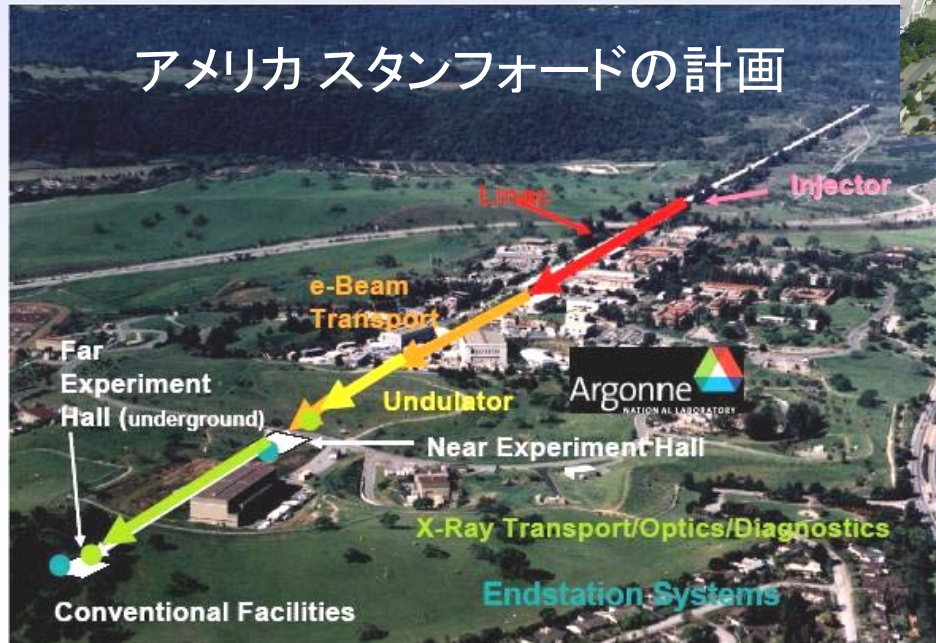 アメリカ スタンフォードの計画
Injector
Linac
e-Beam
Transport
Far
Experiment
Hall (underground)
Undulator
Argonne
NATIONAL LABORATORY
Near Experiment Hall
X-Ray Transport/Optics/Diagnostics
Endstation Systems
Conventional Facilities